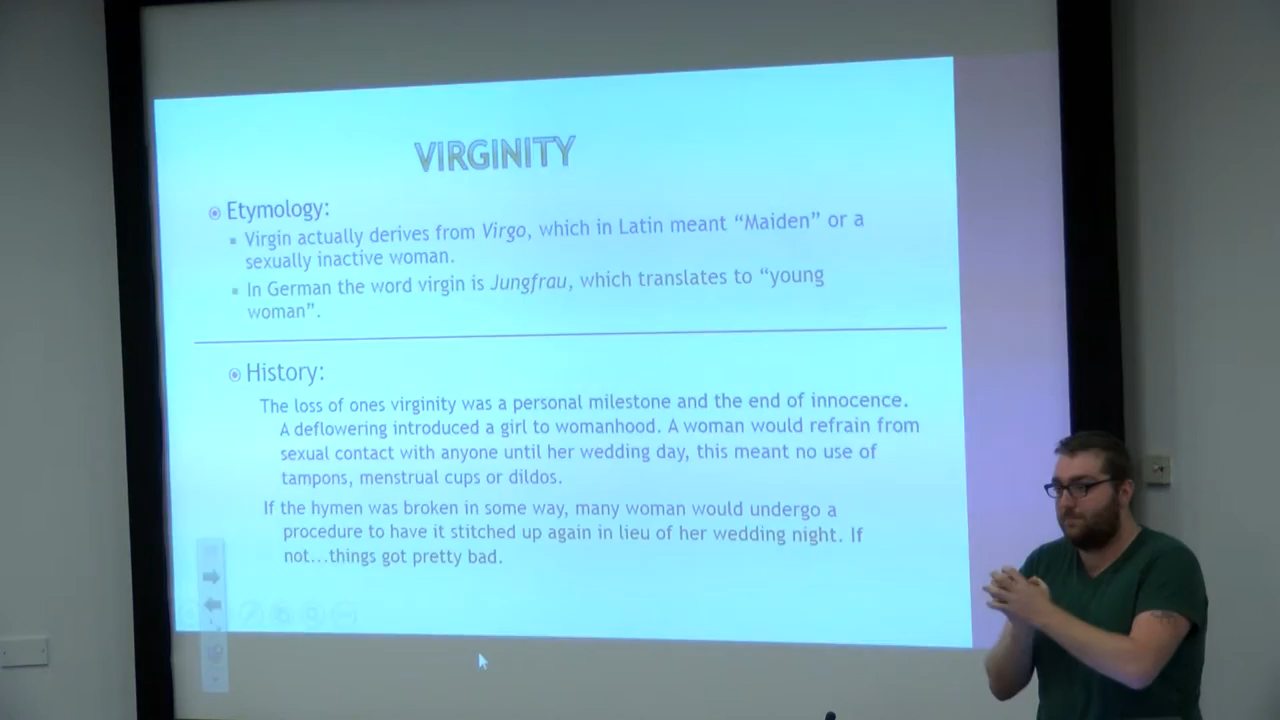 VIRGINITY
Etymology:
Virgin actually derives from Virgo, which in Latin meant “Maiden” or a
sexually inactive woman.
In German the word virgin is Jungfrau, which translates to “young
woman”.
History:
The loss of ones virginity was a personal milestone and the end of innocence.
A deflowering introduced a girl to womanhood. A woman would refrain from
sexual contact with anyone until her wedding day, this meant no use of
tampons, menstrual cups or dildos.
If the hymen was broken in some way, many woman would undergo a
procedure to have it stitched up again in lieu of her wedding night. If
not...things got pretty bad.